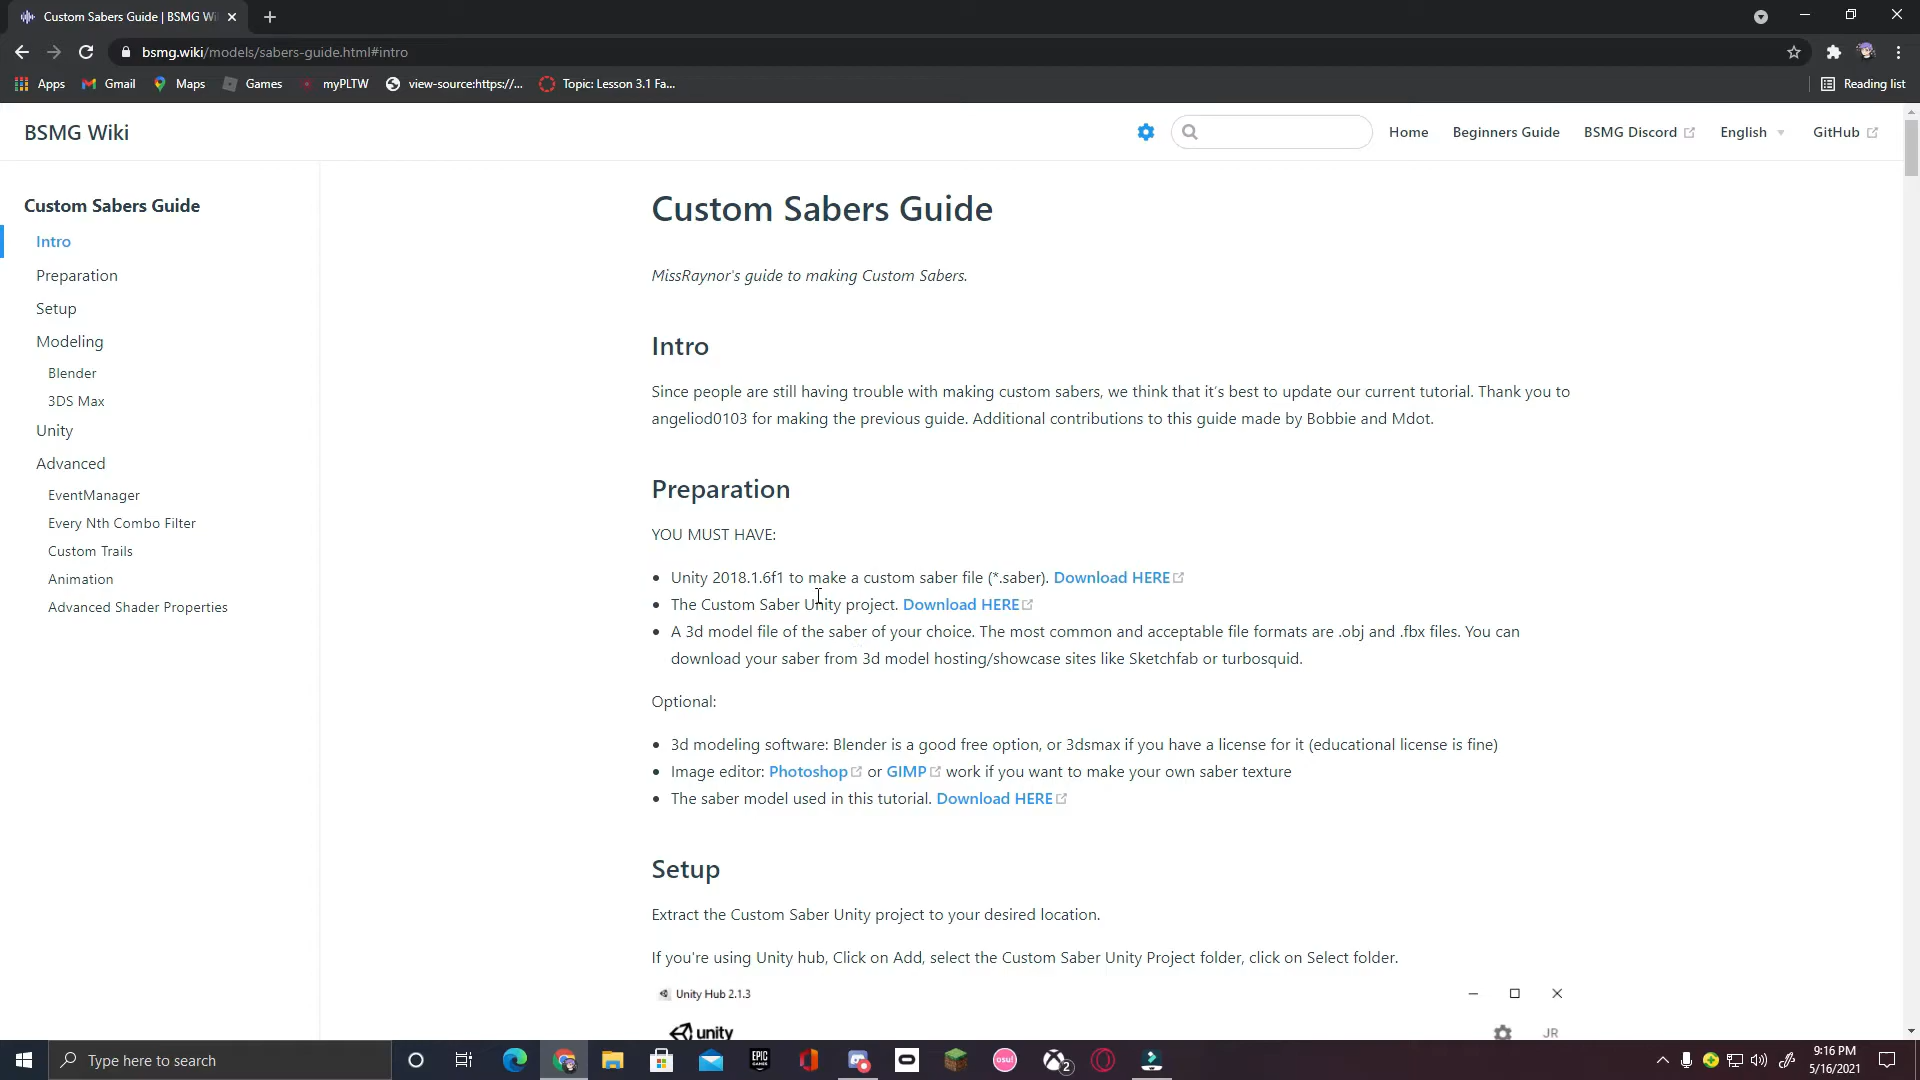 Custom Sabers Guide | BSMG Wi
bsmg.wiki/models/sabers-guide.html#intro
Apps
Gmail
Maps
Games
myPLTW
view-source:https://...
Topic: Lesson 3.1 Fa...
Reading list
BSMG Wiki
Home
Beginners Guide
BSMG Discord
English
GitHub
Custom Sabers Guide
Intro
Preparation
Setup
Modeling
Blender
3DS Max
Unity
Advanced
EventManager
Every Nth Combo Filter
Custom Trails
Animation
Advanced Shader Properties
Custom Sabers Guide
MissRaynor's guide to making Custom Sabers.
Intro
Since people are still having trouble with making custom sabers, we think that it's best to update our current tutorial. Thank you to
angeliod0103 for making the previous guide. Additional contributions to this guide made by Bobbie and Mdot.
Preparation
YOU MUST HAVE:
Unity 2018.1.6f1 to make a custom saber file (*.saber). Download HERE
The Custom Saber Unity project. Download HERE
A 3d model file of the saber of your choice. The most common and acceptable file formats are .obj and .fbx files. You can
download your saber from 3d model hosting/showcase sites like Sketchfab or turbosquid.
Optional:
3d modeling software: Blender is a good free option, or 3dsmax if you have a license for it (educational license is fine)
Image editor: Photoshop or GIMP work if you want to make your own saber texture
The saber model used in this tutorial. Download HERE
Setup
Extract the Custom Saber Unity project to your desired location.
If you're using Unity hub, Click on Add, select the Custom Saber Unity Project folder, click on Select folder.
Unity Hub 2.1.3
unity
JR
Type here to search
EPIC GAMES
osu!
2
9:16 PM
5/16/2021